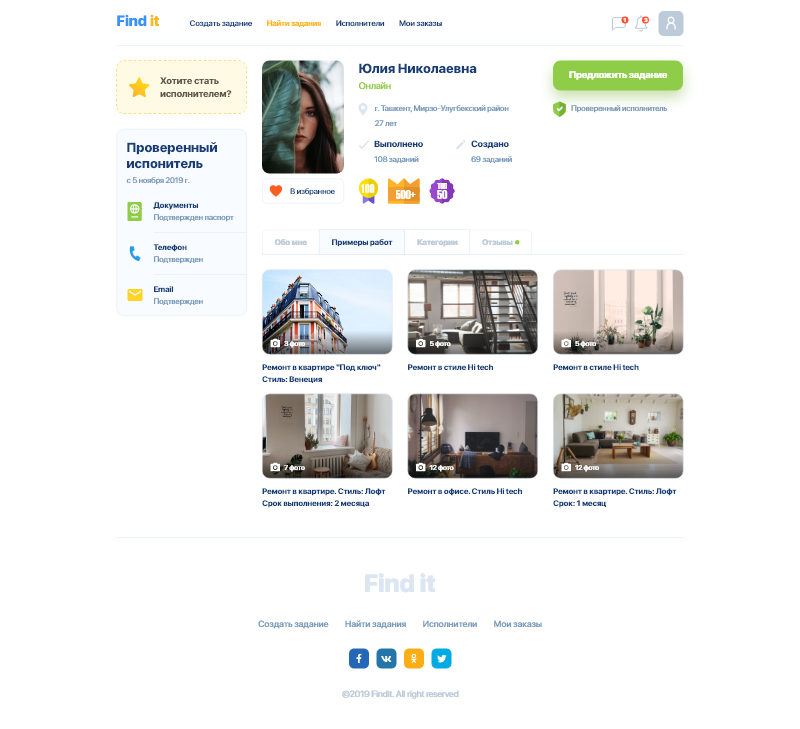 Find it
Создать задание
Найти задания
Исполнители
Мои заказы
1
3
Хотите стать
исполнителем?
Проверенный
испонитель
с 5 ноября 2019 г.
Документы
Подтвержден паспорт
Телефон
Подтвержден
Email
Подтвержден
В избранное
Юлия Николаевна
Онлайн
г. Ташкент, Мирзо-Улугбекский район
27 лет
Выполнено
108 заданий
Создано
69 заданий
100
500+
ТОП
50
Предложить задание
Проверенный исполнитель
Обо мне
Примеры работ
Категории
Отзывы
3 фото
Ремонт в квартире "Под ключ"
Стиль: Венеция
5 фото
Ремонт в стиле Hi tech
5 фото
Ремонт в стиле Hi tech
7 фото
Ремонт в квартире. Стиль: Лофт
Срок выполнения: 2 месяца
12 фото
Ремонт в офисе. Стиль Hi tech
12 фото
Ремонт в квартире. Стиль: Лофт
Срок: 1 месяц
Find it
Создать задание
Найти задания
Исполнители
Мои заказы
©2019 Findit. All right reserved